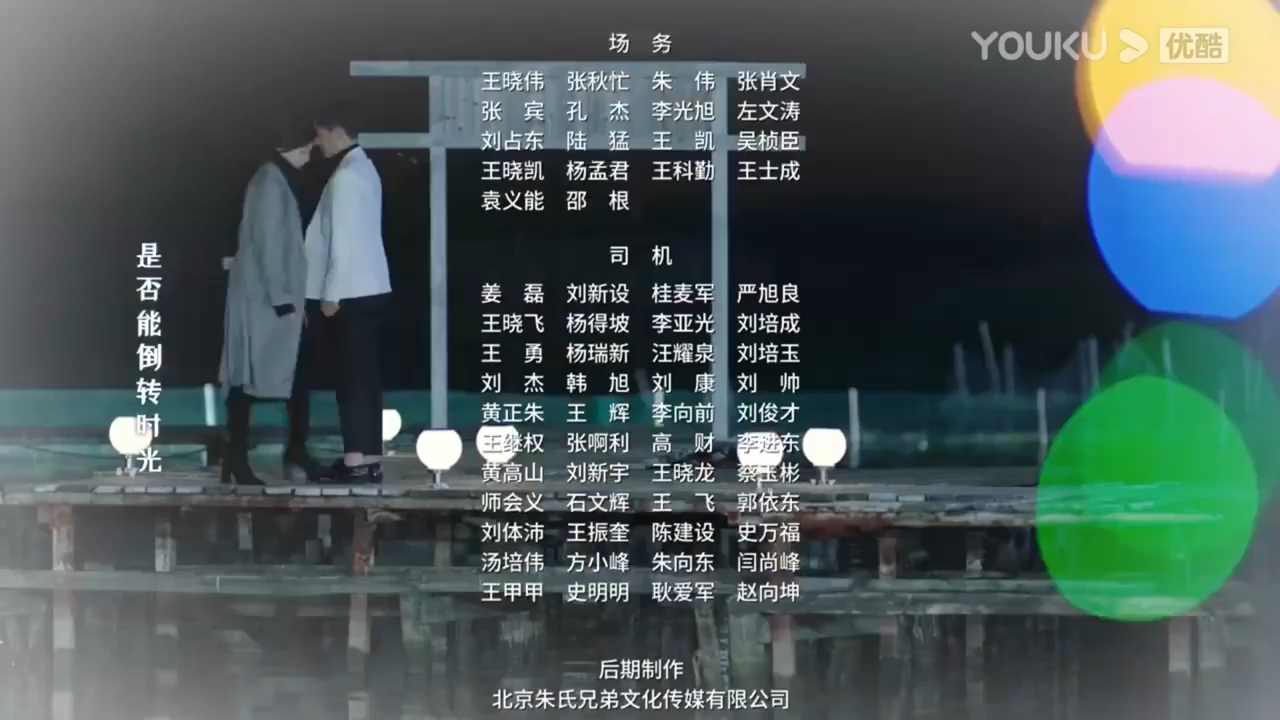 YOUKU 优酷
场 务
王晓伟 张秋忙 朱 伟 张肖文
张 宾 孔 杰 李光旭 左文涛
刘占东 陆 猛 王 凯 吴桢臣
王晓凯 杨孟君 王科勤 王士成
袁义能 邵 根
是否能倒转时光
司 机
姜 磊 刘新设 桂麦军 严旭良
王晓飞 杨得坡 李亚光 刘培成
王 勇 杨瑞新 汪耀泉 刘培玉
刘 杰 韩 旭 刘 康 刘 帅
黄正朱 王 辉 李向前 刘俊才
王继权 张啊利 高 财 李进东
黄高山 刘新宇 王晓龙 蔡玉彬
师会义 石文辉 王 飞 郭依东
刘体沛 王振奎 陈建设 史万福
汤培伟 方小峰 朱向东 闫尚峰
王甲甲 史明明 耿爱军 赵向坤
后期制作
北京朱氏兄弟文化传媒有限公司